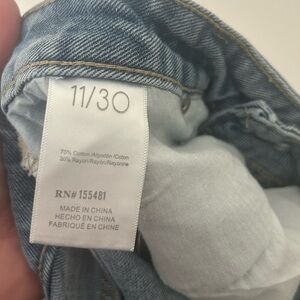 11/30
70% Cotton/Algodón/Coton
30% Rayon/Rayón/Rayonne
RN# 155481
MADE IN CHINA
HECHO EN CHINA
FABRIQUÉ EN CHINE